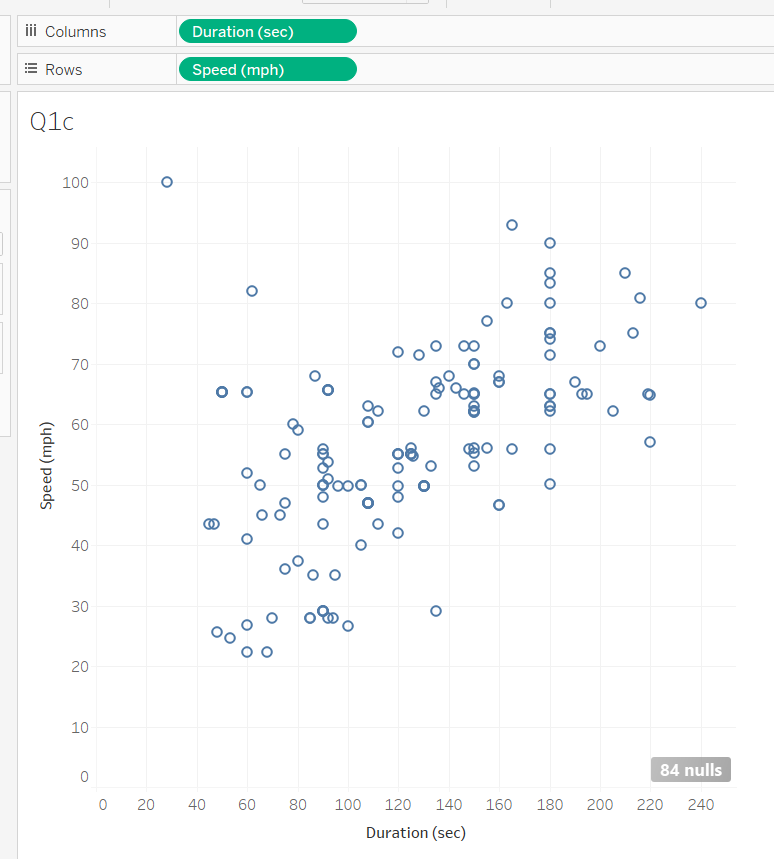 Columns Duration (sec)
Rows Speed (mph)
Q1c
100
90
80
70
60
50
40
30
20
10
0
Speed (mph)
84 nulls
0 20 40 60 80 100 120 140 160 180 200 220 240
Duration (sec)